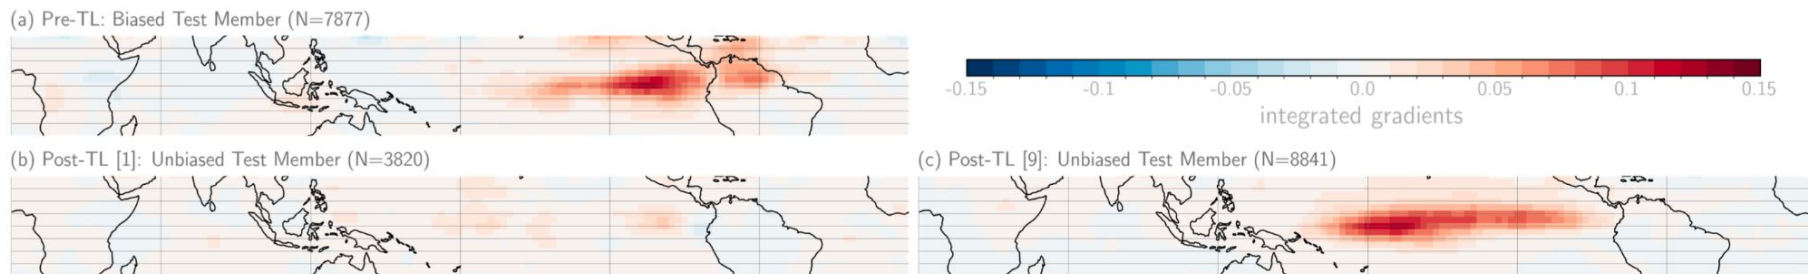 (a) Pre-TL: Biased Test Member (N=7877)
-0.15 -0.1 -0.05 0.0 0.05 0.1 0.15
integrated gradients
(b) Post-TL [1]: Unbiased Test Member (N=3820)
(c) Post-TL [9]: Unbiased Test Member (N=8841)